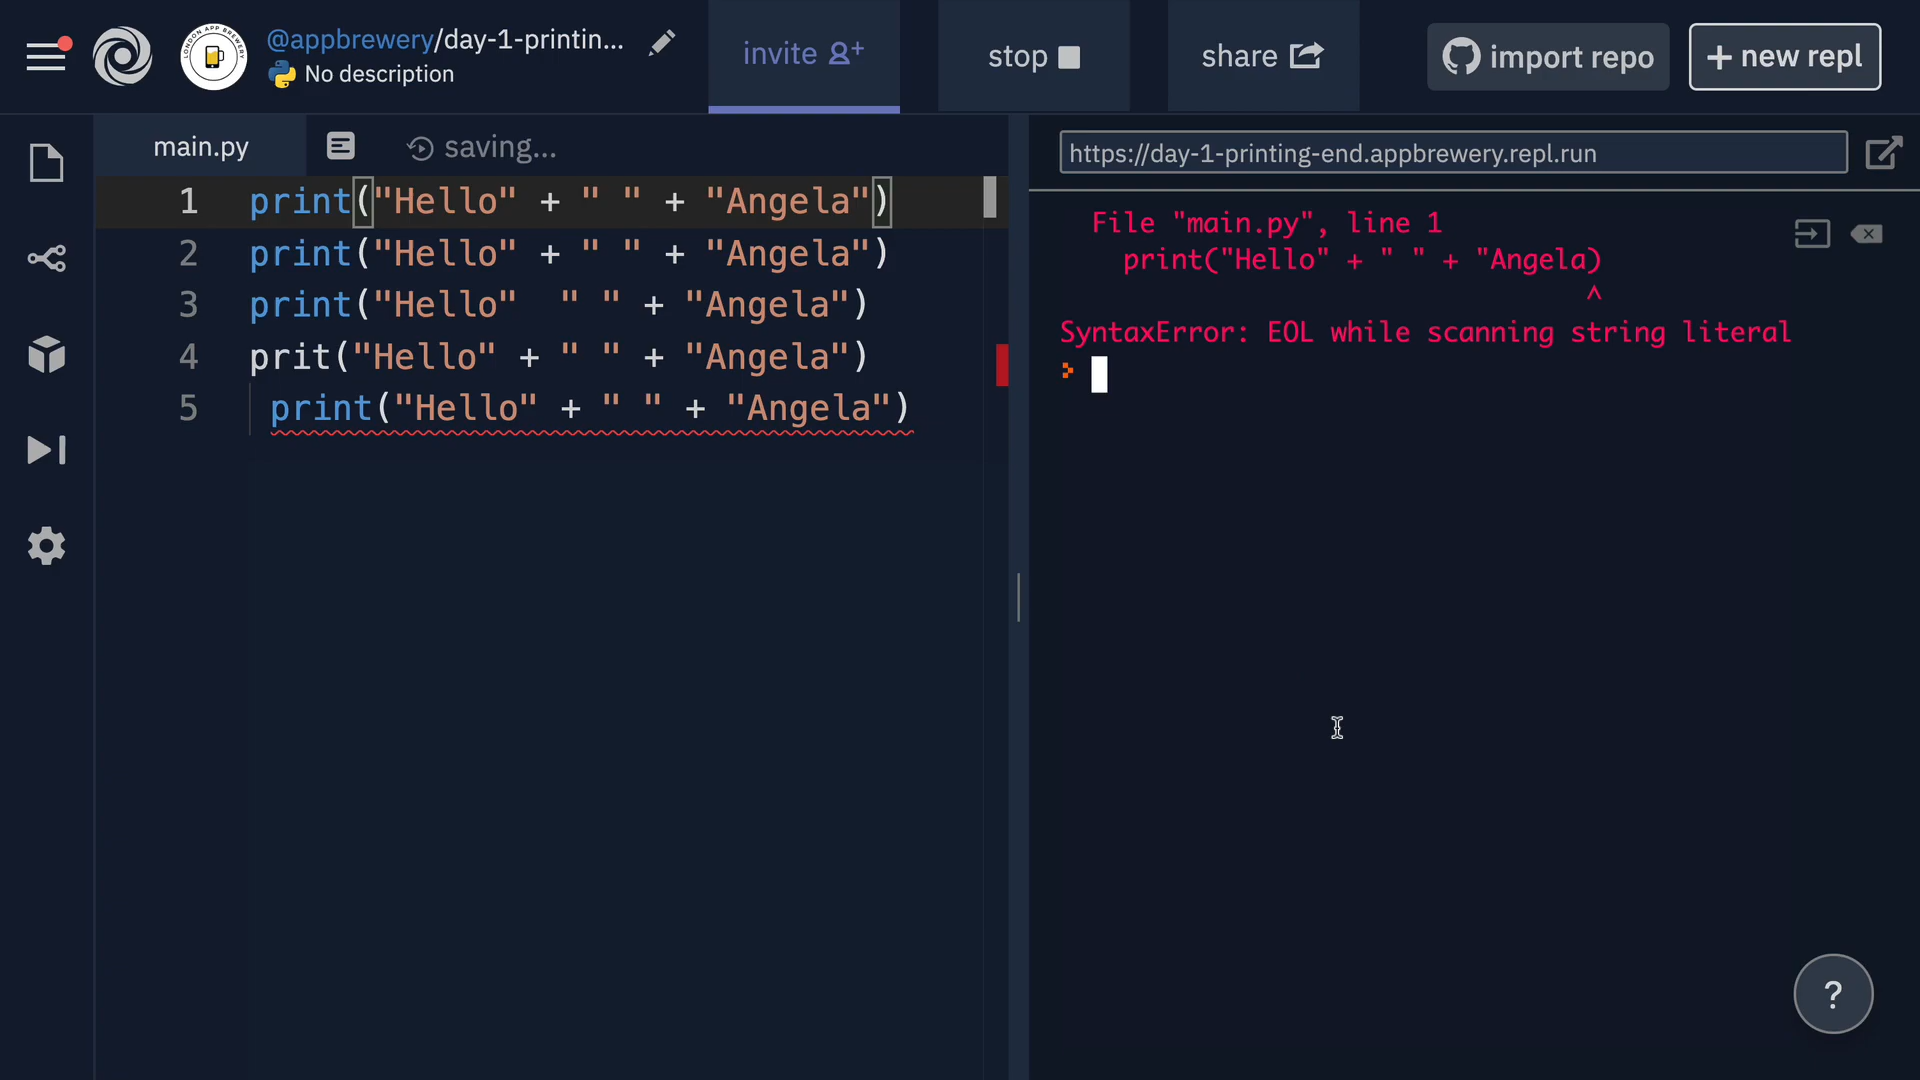 @appbrewery/day-1-printin...
No description
invite
stop
share
import repo
+ new repl
main.py
saving...
https://day-1-printing-end.appbrewery.repl.run
1 print("Hello" + " " + "Angela")
2 print("Hello" + " " + "Angela")
3 print("Hello"  " " + "Angela")
4 prit("Hello" + " " + "Angela")
5  print("Hello" + " " + "Angela")
File "main.py", line 1
print("Hello" + " " + "Angela)
^
SyntaxError: EOL while scanning string literal
?
LONDON APP BREWERY